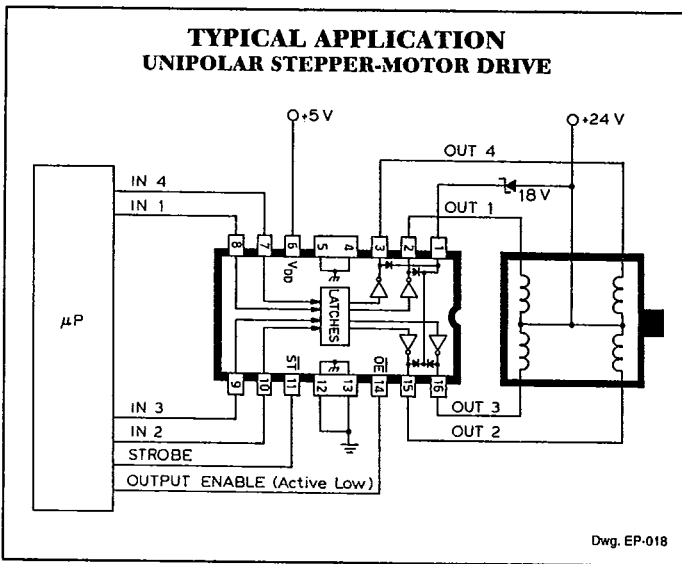 TYPICAL APPLICATION
UNIPOLAR STEPPER-MOTOR DRIVE
+5 V
+24 V
OUT 4
IN 4
18 V
IN 1
OUT 1
8
7
6
5
4
3
2
1
VDD
μP
LATCHES
ST
OE
9
10
11
12
13
14
15
16
IN 3
OUT 3
IN 2
OUT 2
STROBE
OUTPUT ENABLE (Active Low)
Dwg. EP-018